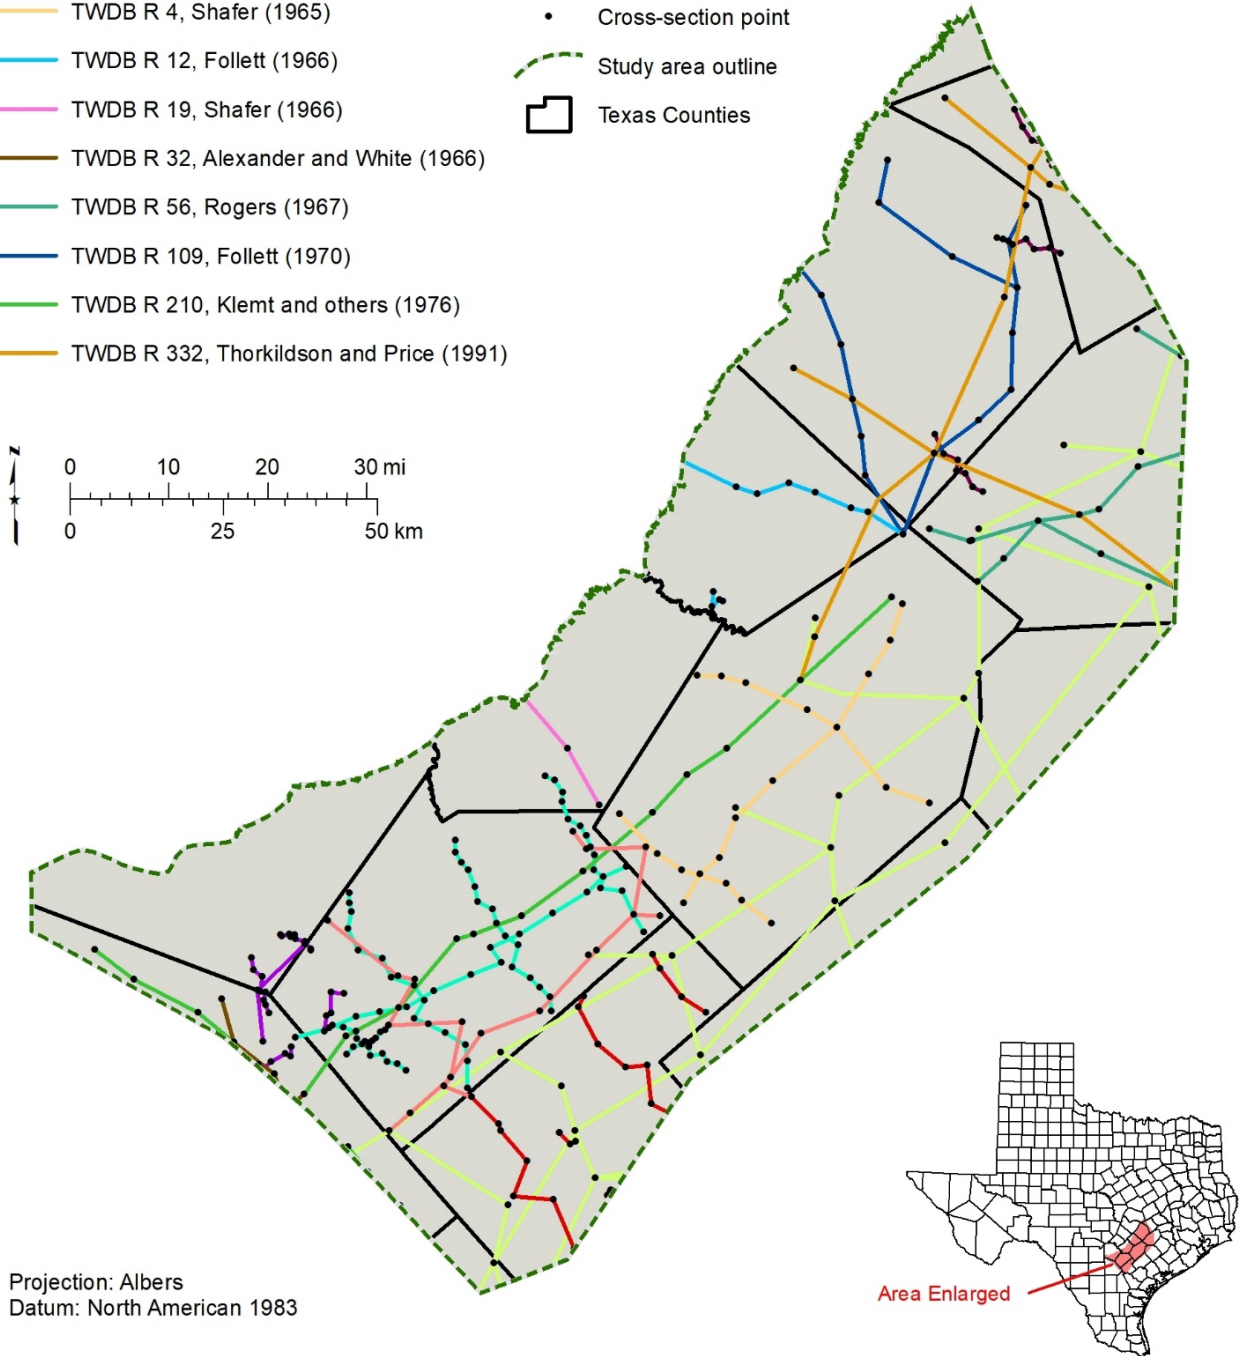 TWDB R 4, Shafer (1965)
TWDB R 12, Follett (1966)
TWDB R 19, Shafer (1966)
TWDB R 32, Alexander and White (1966)
TWDB R 56, Rogers (1967)
TWDB R 109, Follett (1970)
TWDB R 210, Klemt and others (1976)
TWDB R 332, Thorkildson and Price (1991)
Cross-section point
Study area outline
Texas Counties
N
0 10 20 30 mi
0 25 50 km
Projection: Albers
Datum: North American 1983
Area Enlarged